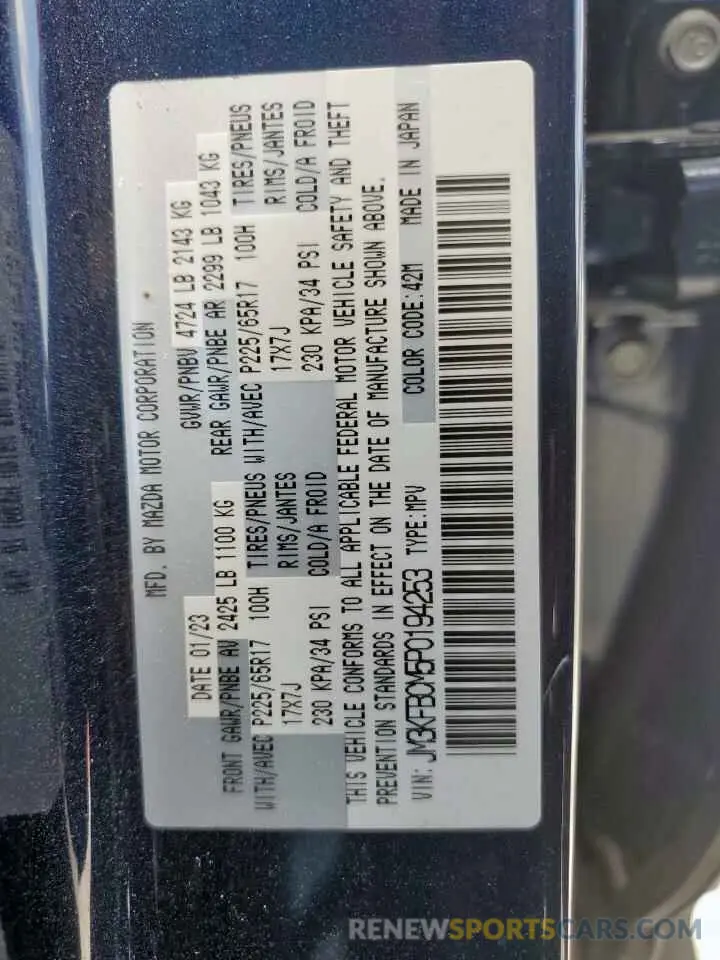 MFD. BY MAZDA MOTOR CORPORATION
DATE 01/23 GVWR/PNBV 4724 LB 2143 KG
FRONT GAWR/PNBE AV 2425 LB 1100 KG REAR GAWR/PNBE AR 2299 LB 1043 KG
WITH/AVEC P225/65R17 100H TIRES/PNEUS WITH/AVEC P225/65R17 100H TIRES/PNEUS
17X7J RIMS/JANTES 17X7J RIMS/JANTES
230 KPA/34 PSI COLD/A FROID 230 KPA/34 PSI COLD/A FROID
THIS VEHICLE CONFORMS TO ALL APPLICABLE FEDERAL MOTOR VEHICLE SAFETY AND THEFT
PREVENTION STANDARDS IN EFFECT ON THE DATE OF MANUFACTURE SHOWN ABOVE.
VIN: JM3KFBCM5P0194253 TYPE:MPV COLOR CODE:42M MADE IN JAPAN
RENEWSPORTSCARS.COM